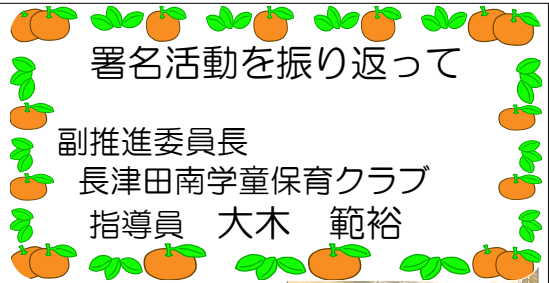 署名活動を振り返って
副推進委員長
長津田南学童保育クラブ
指導員　大木　範裕